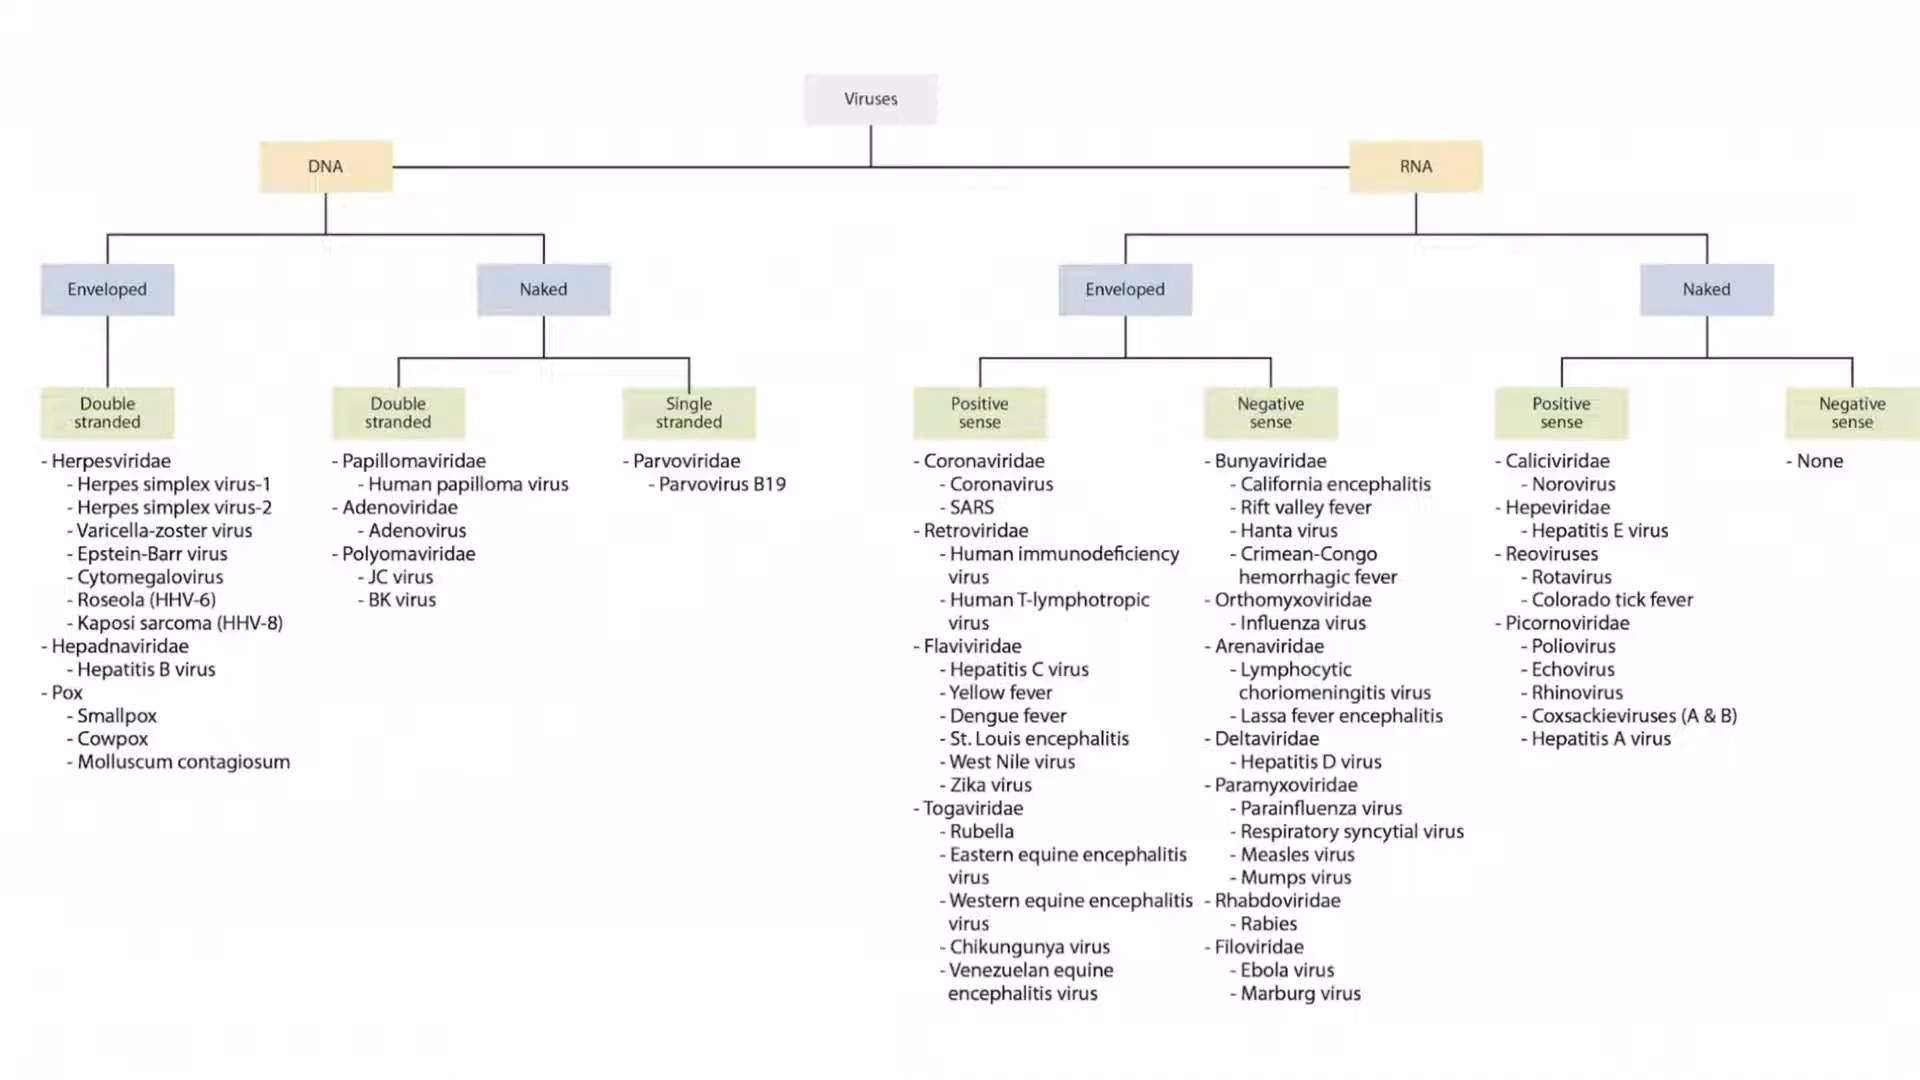 Viruses
DNA
RNA
Enveloped
Naked
Enveloped
Naked
Double
stranded
Double
stranded
Single
stranded
Positive
sense
Negative
sense
Positive
sense
Negative
sense
- Herpesviridae
- Herpes simplex virus-1
- Herpes simplex virus-2
- Varicella-zoster virus
- Epstein-Barr virus
- Cytomegalovirus
- Roseola (HHV-6)
- Kaposi sarcoma (HHV-8)
- Hepadnaviridae
- Hepatitis B virus
- Pox
- Smallpox
- Cowpox
- Molluscum contagiosum
- Papillomaviridae
- Human papilloma virus
- Adenoviridae
- Adenovirus
- Polyomaviridae
- JC virus
- BK virus
- Parvoviridae
- Parvovirus B19
- Coronaviridae
- Coronavirus
- SARS
- Retroviridae
- Human immunodeficiency
virus
- Human T-lymphotropic
virus
- Flaviviridae
- Hepatitis C virus
- Yellow fever
- Dengue fever
- St. Louis encephalitis
- West Nile virus
- Zika virus
- Togaviridae
- Rubella
- Eastern equine encephalitis
virus
- Western equine encephalitis
virus
- Chikungunya virus
- Venezuelan equine
encephalitis virus
- Bunyaviridae
- California encephalitis
- Rift valley fever
- Hanta virus
- Crimean-Congo
hemorrhagic fever
- Orthomyxoviridae
- Influenza virus
- Arenaviridae
- Lymphocytic
choriomeningitis virus
- Lassa fever encephalitis
- Deltaviridae
- Hepatitis D virus
- Paramyxoviridae
- Parainfluenza virus
- Respiratory syncytial virus
- Measles virus
- Mumps virus
- Rhabdoviridae
- Rabies
- Filoviridae
- Ebola virus
- Marburg virus
- Caliciviridae
- Norovirus
- Hepeviridae
- Hepatitis E virus
- Reoviruses
- Rotavirus
- Colorado tick fever
- Picornoviridae
- Poliovirus
- Echovirus
- Rhinovirus
- Coxsackieviruses (A & B)
- Hepatitis A virus
- None